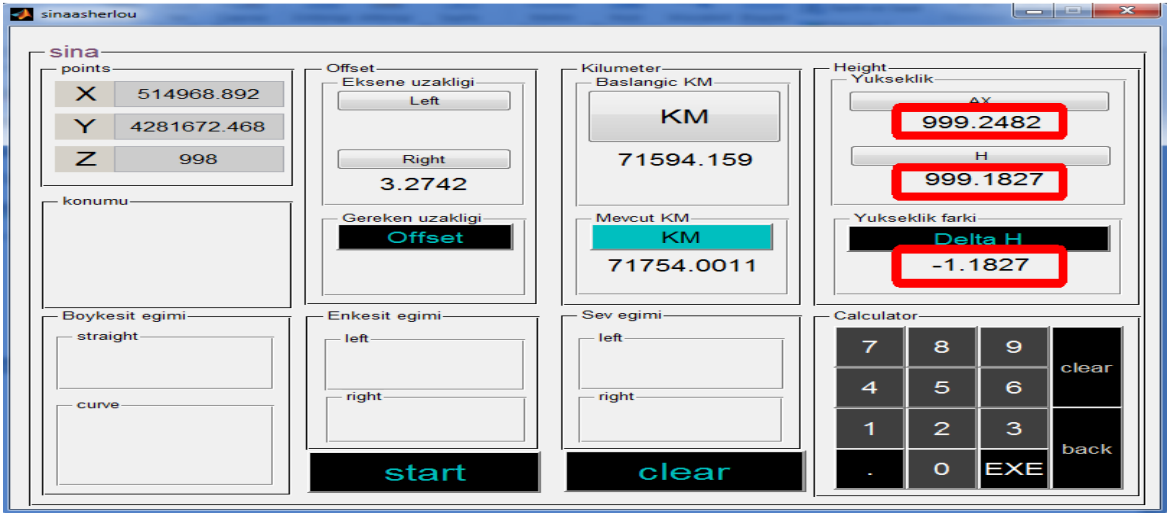 sinaasherlou
sina
points
X 514968.892
Y 4281672.468
Z 998
konumu
Offset
Eksene uzakligi
Left
Right
3.2742
Gereken uzakligi
Offset
Kilumeter
Baslangic KM
KM
71594.159
Mevcut KM
KM
71754.0011
Height
Yukseklik
AX
999.2482
H
999.1827
Yukseklik farki
Delta H
-1.1827
Boykesit egimi
straight
curve
Enkesit egimi
left
right
Sev egimi
left
right
start
clear
Calculator
7 8 9 clear
4 5 6
1 2 3 back
. 0 EXE